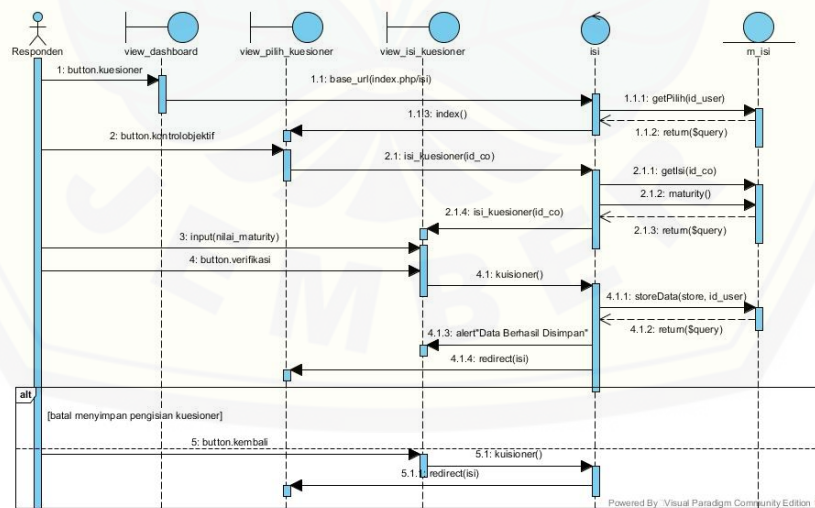 Responden
view_dashboard
view_pilih_kuesioner
view_isi_kuesioner
isi
m_isi
1: button.kuesioner
1.1: base_url(index.php/isi)
1.1.1: getPilih(id_user)
1.1.3: index()
1.1.2: return($query)
2: button.kontrolobjektif
2.1: isi_kuesioner(id_co)
2.1.1: getIsi(id_co)
2.1.2: maturity()
2.1.4: isi_kuesioner(id_co)
2.1.3: return($query)
3: input(nilai_maturity)
4: button.verifikasi
4.1: kuisioner()
4.1.1: storeData(store, id_user)
4.1.3: alert"Data Berhasil Disimpan"
4.1.2: return($query)
4.1.4: redirect(isi)
alt
[batal menyimpan pengisian kuesioner]
5: button.kembali
5.1: kuisioner()
5.1.1: redirect(isi)
JEMBER
Powered By Visual Paradigm Community Edition